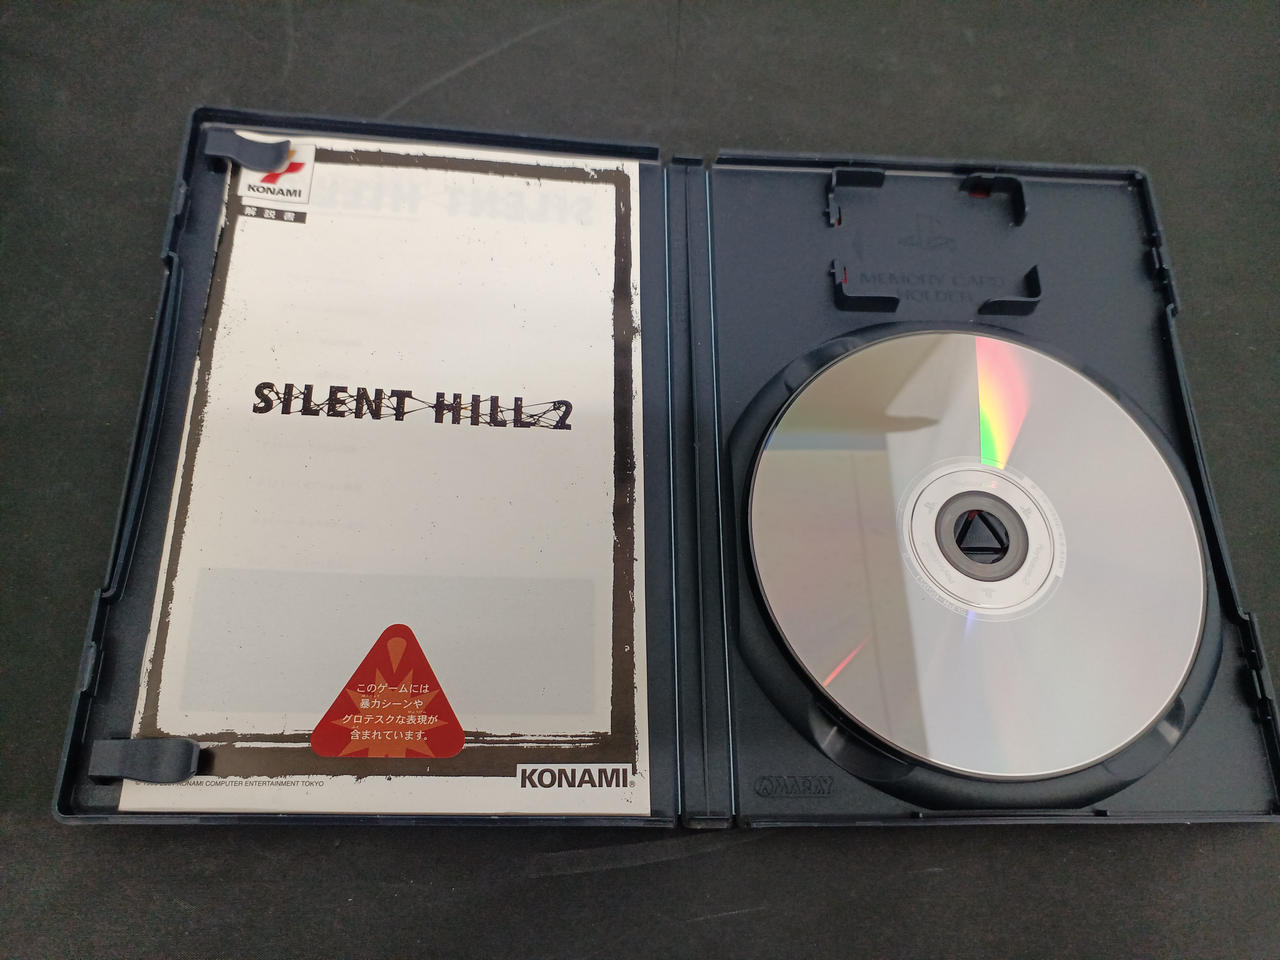 KONAMI
解説書
SILENT HILL 2
このゲームには
暴力シーンや
グロテスクな表現が
含まれています。
KONAMI®
KONAMI COMPUTER ENTERTAINMENT TOKYO
MEMORY CARD
HOLDER
AMARAY